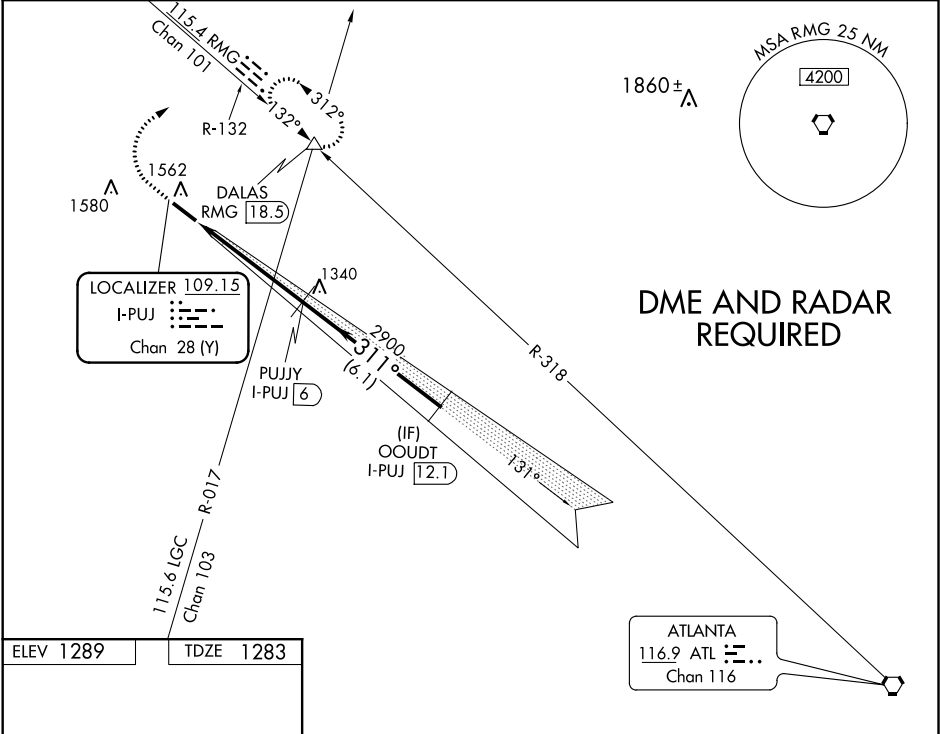 115.4 RMG
Chan 101
R-132
132°
312°
MSA RMG 25 NM
4200
1860±
1562
1580
DALAS
RMG 18.5
LOCALIZER 109.15
I-PUJ
Chan 28 (Y)
1340
PUJJY
I-PUJ 6
2900
311°
(6.1)
(IF)
OOUDT
I-PUJ 12.1
131°
R-318
DME AND RADAR
REQUIRED
R-017
115.6 LGC
Chan 103
ATLANTA
116.9 ATL
Chan 116
ELEV 1289
TDZE 1283